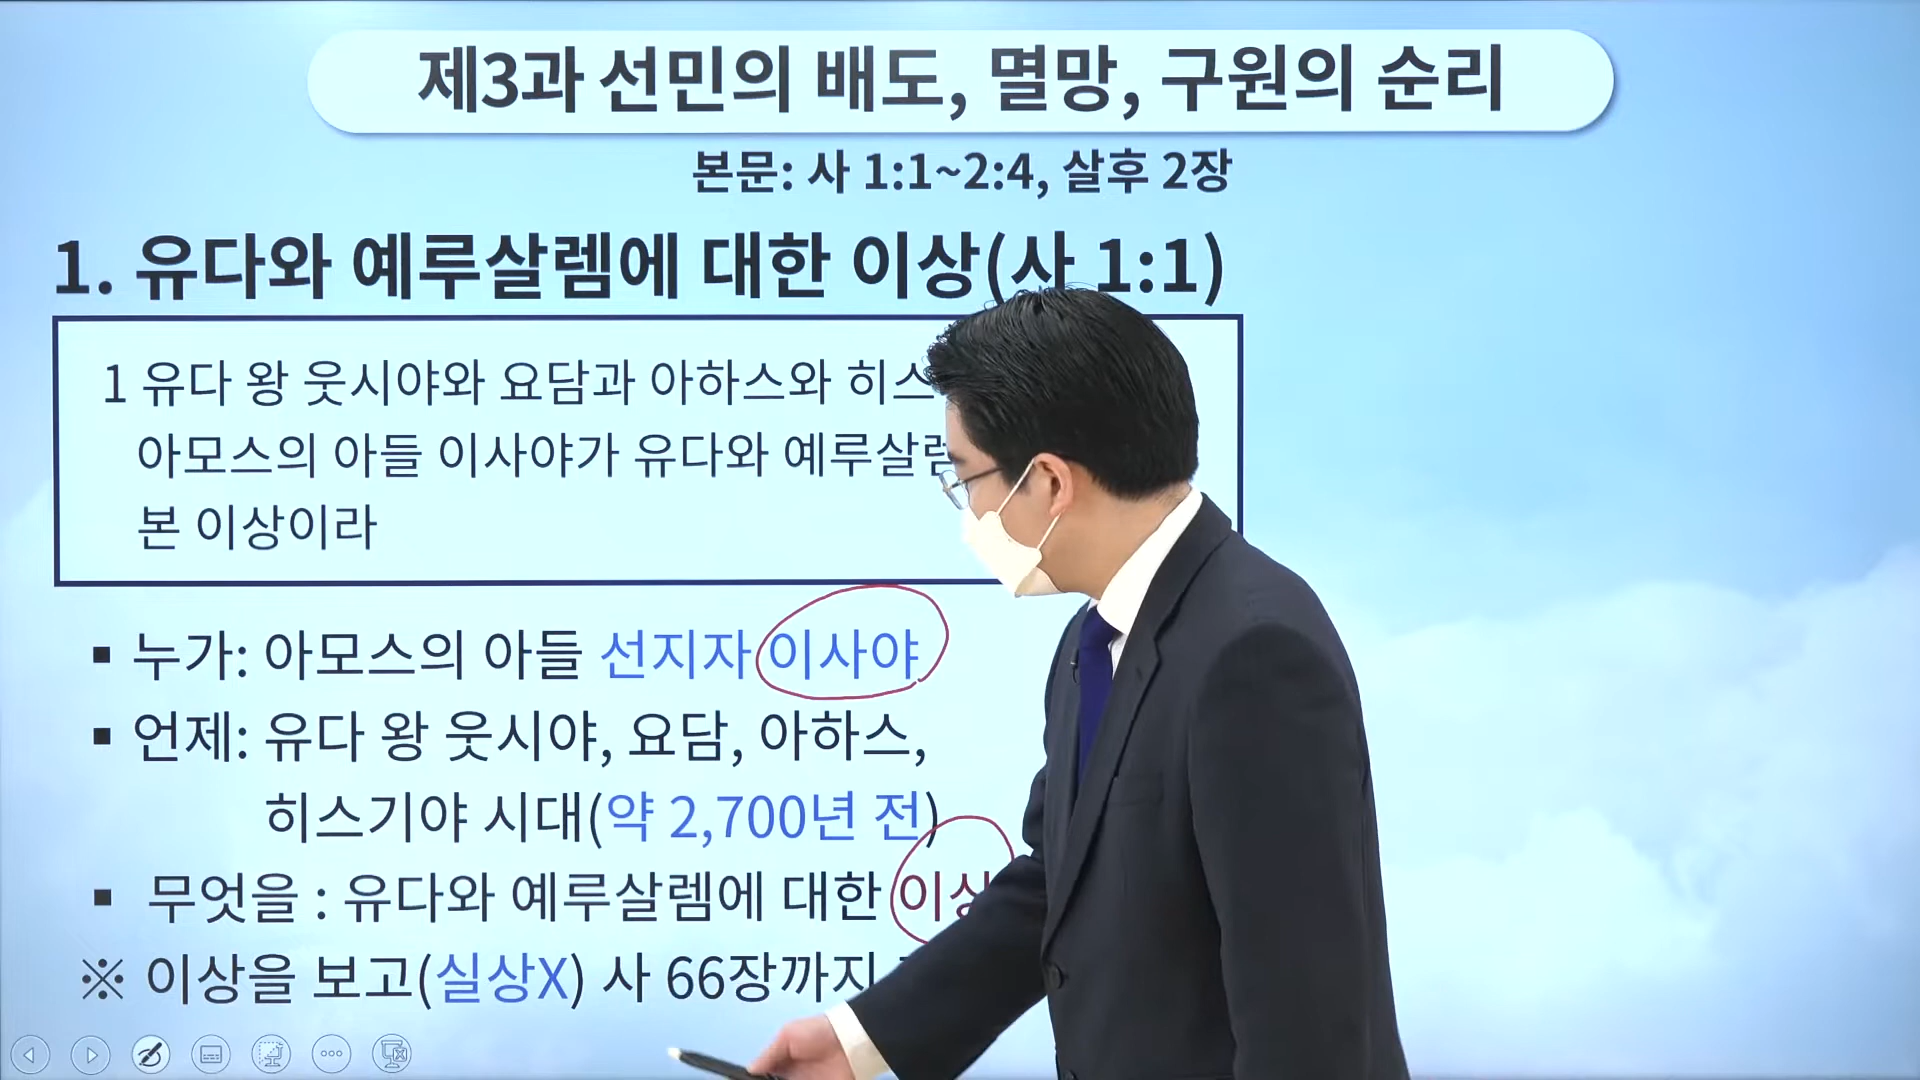 제3과 선민의 배도, 멸망, 구원의 순리
본문: 사 1:1~2:4, 살후 2장
1. 유다와 예루살렘에 대한 이상(사 1:1)
1 유다 왕 웃시야와 요담과 아하스와
아모스의 아들 이사야가 유다와
본 이상이라
▪ 누가: 아모스의 아들 선지자 이사야
▪ 언제: 유다 왕 웃시야, 요담, 아하스,
히스기야 시대(약 2,700년 전)
▪ 무엇을 : 유다와 예루살렘에 대한 이상
※ 이상을 보고(실상X) 사 66장까지